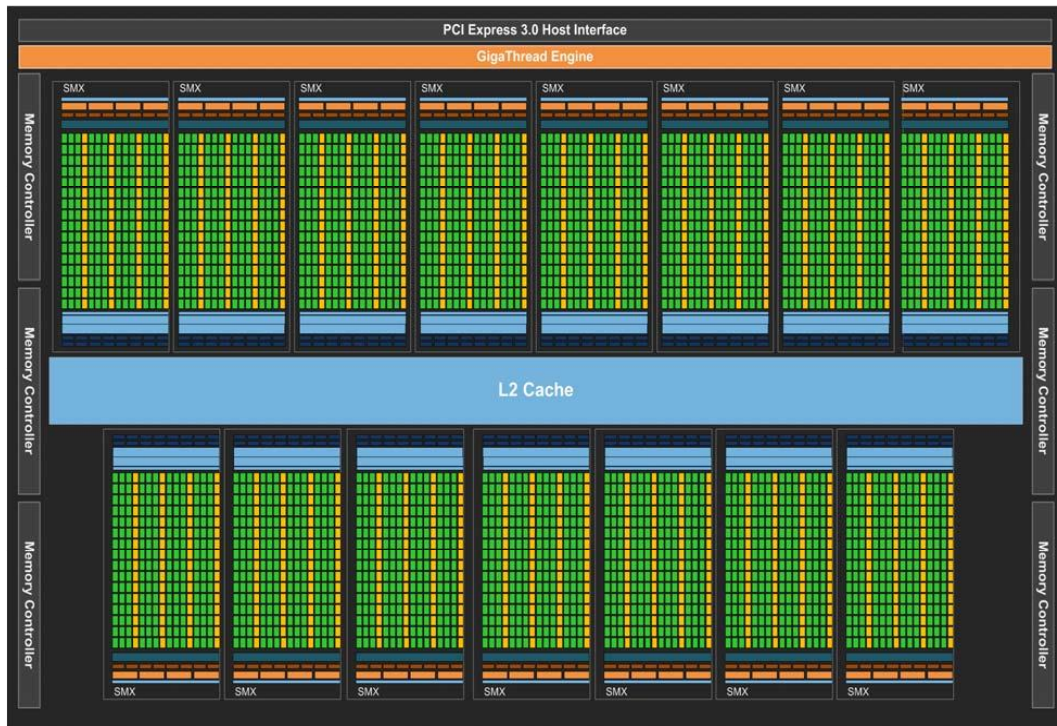 PCI Express 3.0 Host Interface
GigaThread Engine
Memory Controller
Memory Controller
Memory Controller
SMX SMX SMX SMX SMX SMX SMX SMX
L2 Cache
SMX SMX SMX SMX SMX SMX SMX
Memory Controller
Memory Controller
Memory Controller